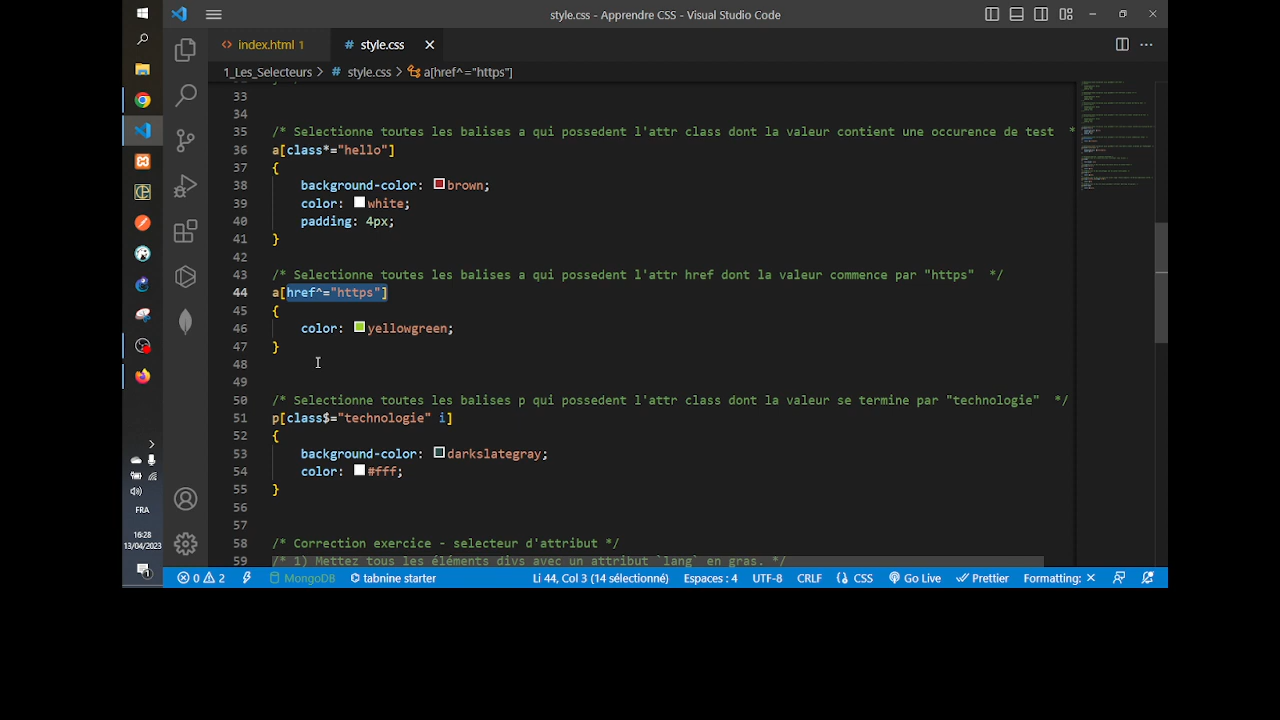 style.css - Apprendre CSS - Visual Studio Code
index.html 1
# style.css
1_Les_Selecteurs > # style.css > a[href^="https"]
33
34
35 /* Selectionne toutes les balises a qui possedent l'attr class dont la valeur contient une occurence de test *
36 a[class*="hello"]
37 {
38 background-color: brown;
39 color: white;
40 padding: 4px;
41 }
42
43 /* Selectionne toutes les balises a qui possedent l'attr href dont la valeur commence par "https" */
44 a[href^="https"]
45 {
46 color: yellowgreen;
47 }
48
49
50 /* Selectionne toutes les balises p qui possedent l'attr class dont la valeur se termine par "technologie" */
51 p[class$="technologie" i]
52 {
53 background-color: darkslategray;
54 color: #fff;
55 }
56
57
58 /* Correction exercice - selecteur d'attribut */
59 /* 1) Mettez tous les éléments divs avec un attribut `lang` en gras. */
FRA
16:28
13/04/2023
1
0 2 MongoDB tabnine starter Li 44, Col 3 (14 sélectionné) Espaces : 4 UTF-8 CRLF {} CSS Go Live Prettier Formatting: ×